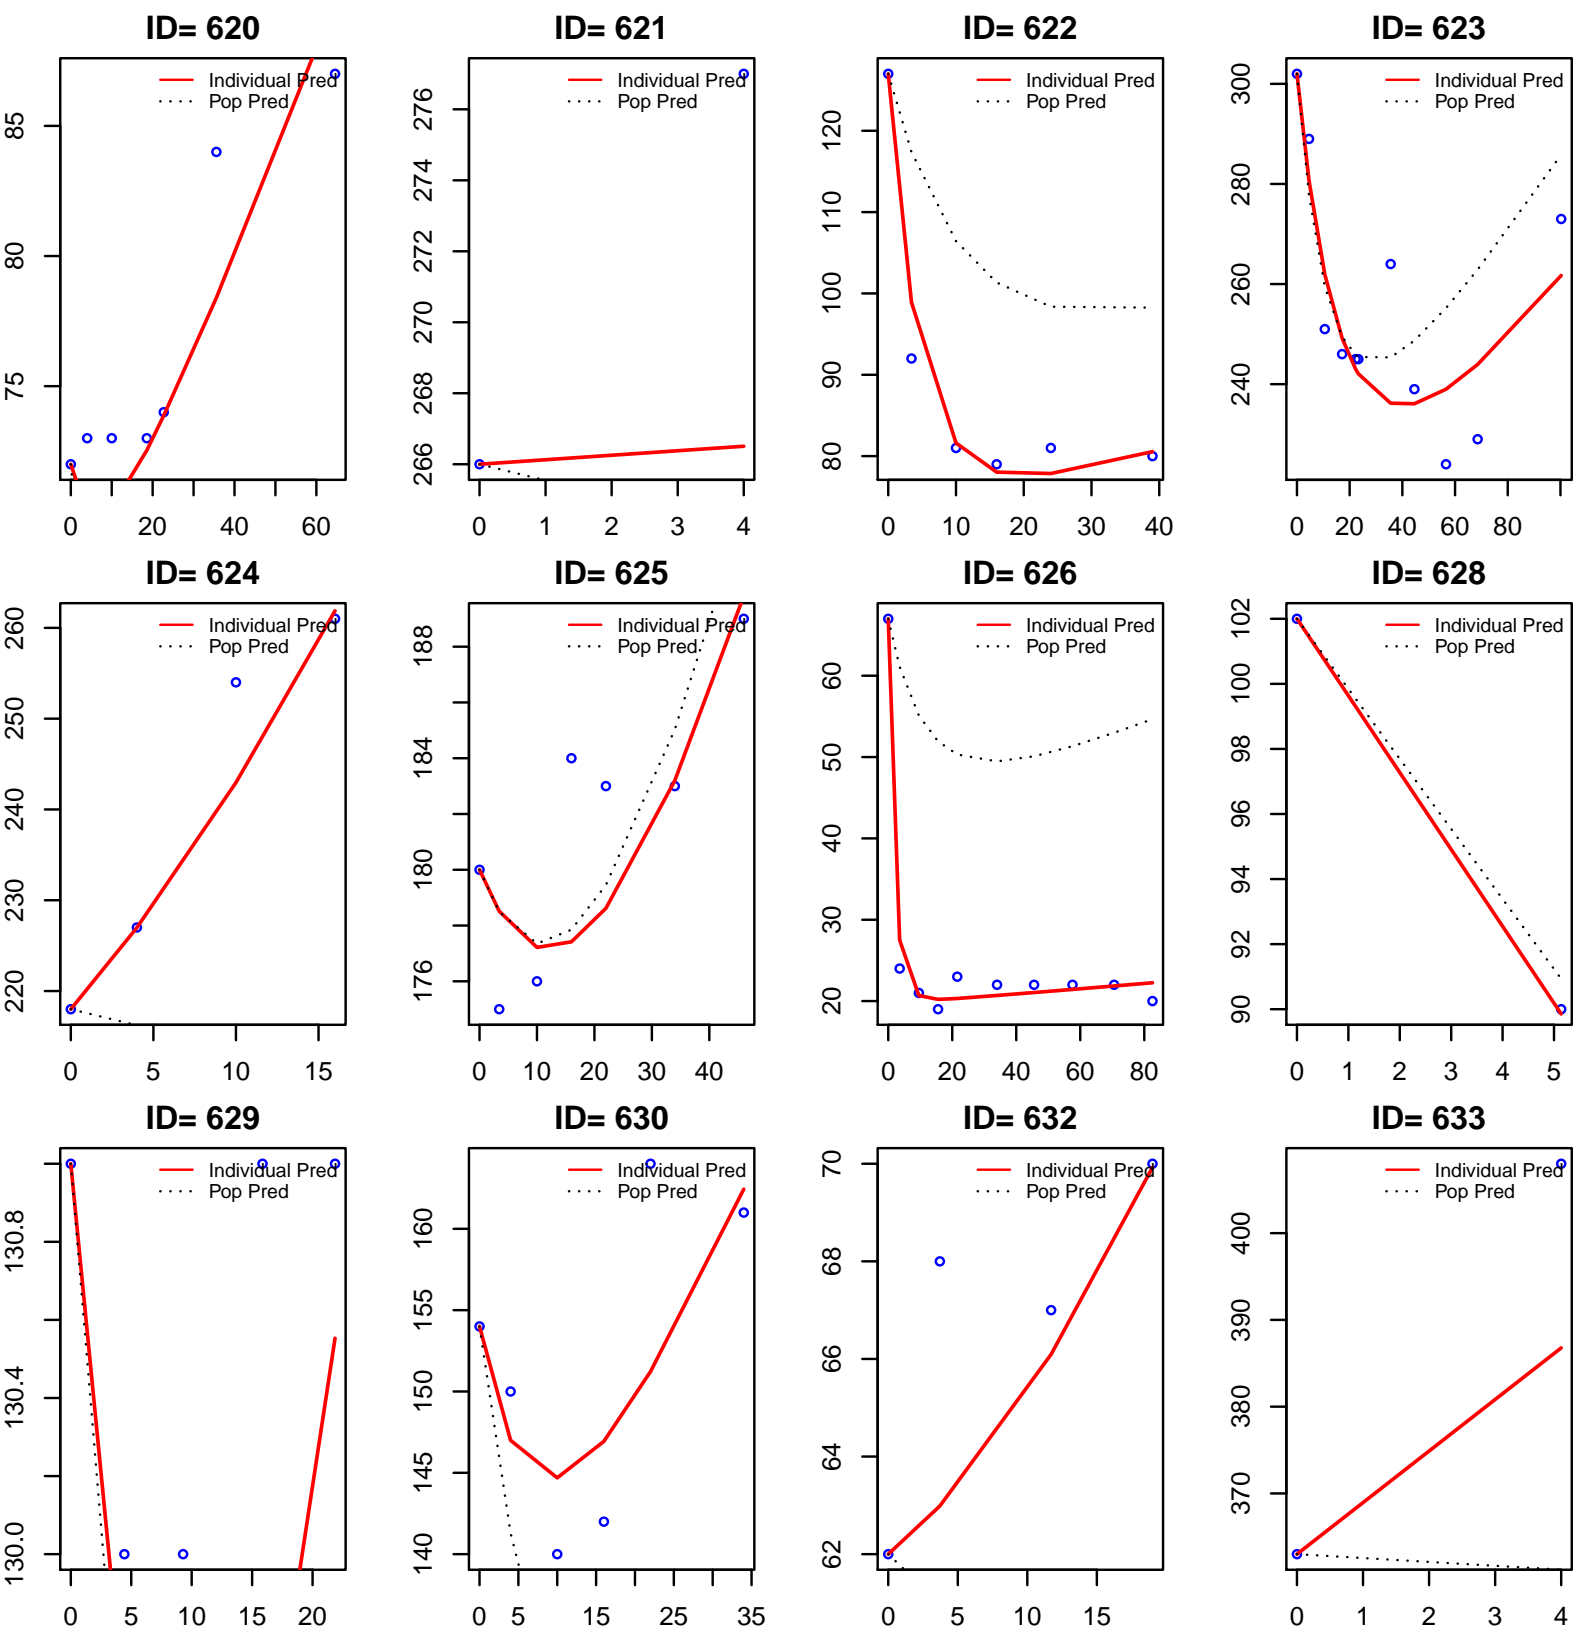 ID= 620
Individual Pred
Pop Pred
75
80
85
0 20 40 60
ID= 621
Individual Pred
Pop Pred
266 268 270 272 274 276
0 1 2 3 4
ID= 622
Individual Pred
Pop Pred
80 90 100 110 120
0 10 20 30 40
ID= 623
Individual Pred
Pop Pred
240 260 280 300
0 20 40 60 80
ID= 624
Individual Pred
Pop Pred
220 230 240 250 260
0 5 10 15
ID= 625
Individual Pred
Pop Pred
176 180 184 188
0 10 20 30 40
ID= 626
Individual Pred
Pop Pred
20 30 40 50 60
0 20 40 60 80
ID= 628
Individual Pred
Pop Pred
90 92 94 96 98 100 102
0 1 2 3 4 5
ID= 629
Individual Pred
Pop Pred
130.0 130.4 130.8
0 5 10 15 20
ID= 630
Individual Pred
Pop Pred
140 145 150 155 160
0 5 15 25 35
ID= 632
Individual Pred
Pop Pred
62 64 66 68 70
0 5 10 15
ID= 633
Individual Pred
Pop Pred
370 380 390 400
0 1 2 3 4